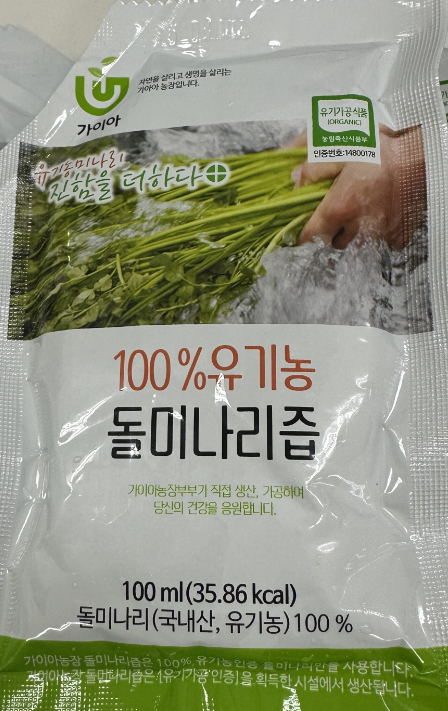 자연을 살리고 생명을 살리는
가이아 농장입니다.
가이아
유기가공식품
(ORGANIC)
농림축산식품부
인증번호:14800178
유기돌미나리
진함을 더하다
100%유기농
돌미나리즙
가이아농장부부가 직접 생산, 가공하여
당신의 건강을 응원합니다.
100 ml(35.86 kcal)
돌미나리(국내산, 유기농)100 %
가이아농장 돌미나리즙은 100% 유기농인증 돌미나리만을 사용합니다.
가이아농장 돌미나리즙은 [유기가공 인증]을 획득한 시설에서 생산됩니다.